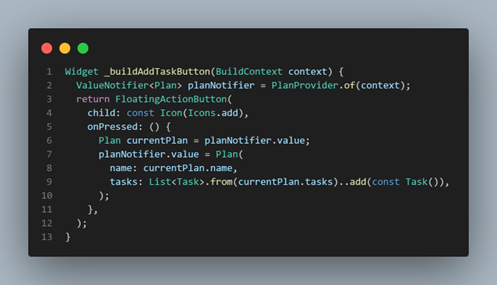 1 Widget _buildAddTaskButton(BuildContext context) {
2   ValueNotifier<Plan> planNotifier = PlanProvider.of(context);
3   return FloatingActionButton(
4     child: const Icon(Icons.add),
5     onPressed: () {
6       Plan currentPlan = planNotifier.value;
7       planNotifier.value = Plan(
8         name: currentPlan.name,
9         tasks: List<Task>.from(currentPlan.tasks)..add(const Task()),
10       );
11     },
12   );
13 }